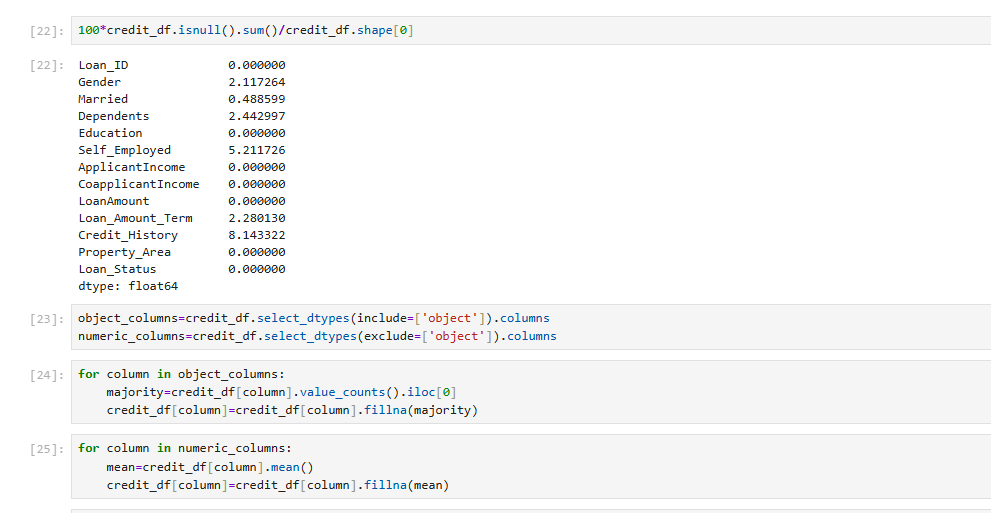 [22]: 100*credit_df.isnull().sum()/credit_df.shape[0]
[22]: Loan_ID 0.000000
Gender 2.117264
Married 0.488599
Dependents 2.442997
Education 0.000000
Self_Employed 5.211726
ApplicantIncome 0.000000
CoapplicantIncome 0.000000
LoanAmount 0.000000
Loan_Amount_Term 2.280130
Credit_History 8.143322
Property_Area 0.000000
Loan_Status 0.000000
dtype: float64
[23]: object_columns=credit_df.select_dtypes(include=['object']).columns
numeric_columns=credit_df.select_dtypes(exclude=['object']).columns
[24]: for column in object_columns:
    majority=credit_df[column].value_counts().iloc[0]
    credit_df[column]=credit_df[column].fillna(majority)
[25]: for column in numeric_columns:
    mean=credit_df[column].mean()
    credit_df[column]=credit_df[column].fillna(mean)